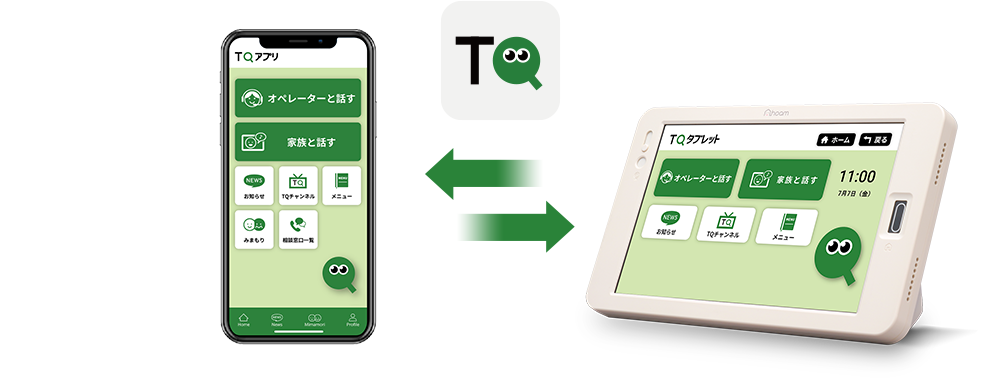 TQ
TQアプリ
オペレーターと話す
家族と話す
NEWS
お知らせ
TQ
TQチャンネル
MENU
メニュー
みまもり
相談窓口一覧
Home
News
Mimamori
Profile
TQタブレット
ホーム
戻る
オペレーターと話す
家族と話す
11:00
7月7日（金）
NEWS
お知らせ
TQ
TQチャンネル
MENU
メニュー